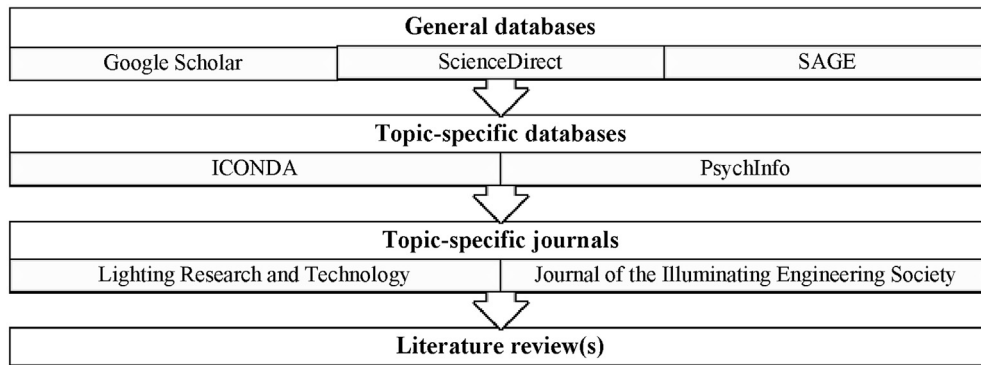 General databases
Google Scholar ScienceDirect SAGE
Topic-specific databases
ICONDA PsychInfo
Topic-specific journals
Lighting Research and Technology Journal of the Illuminating Engineering Society
Literature review(s)